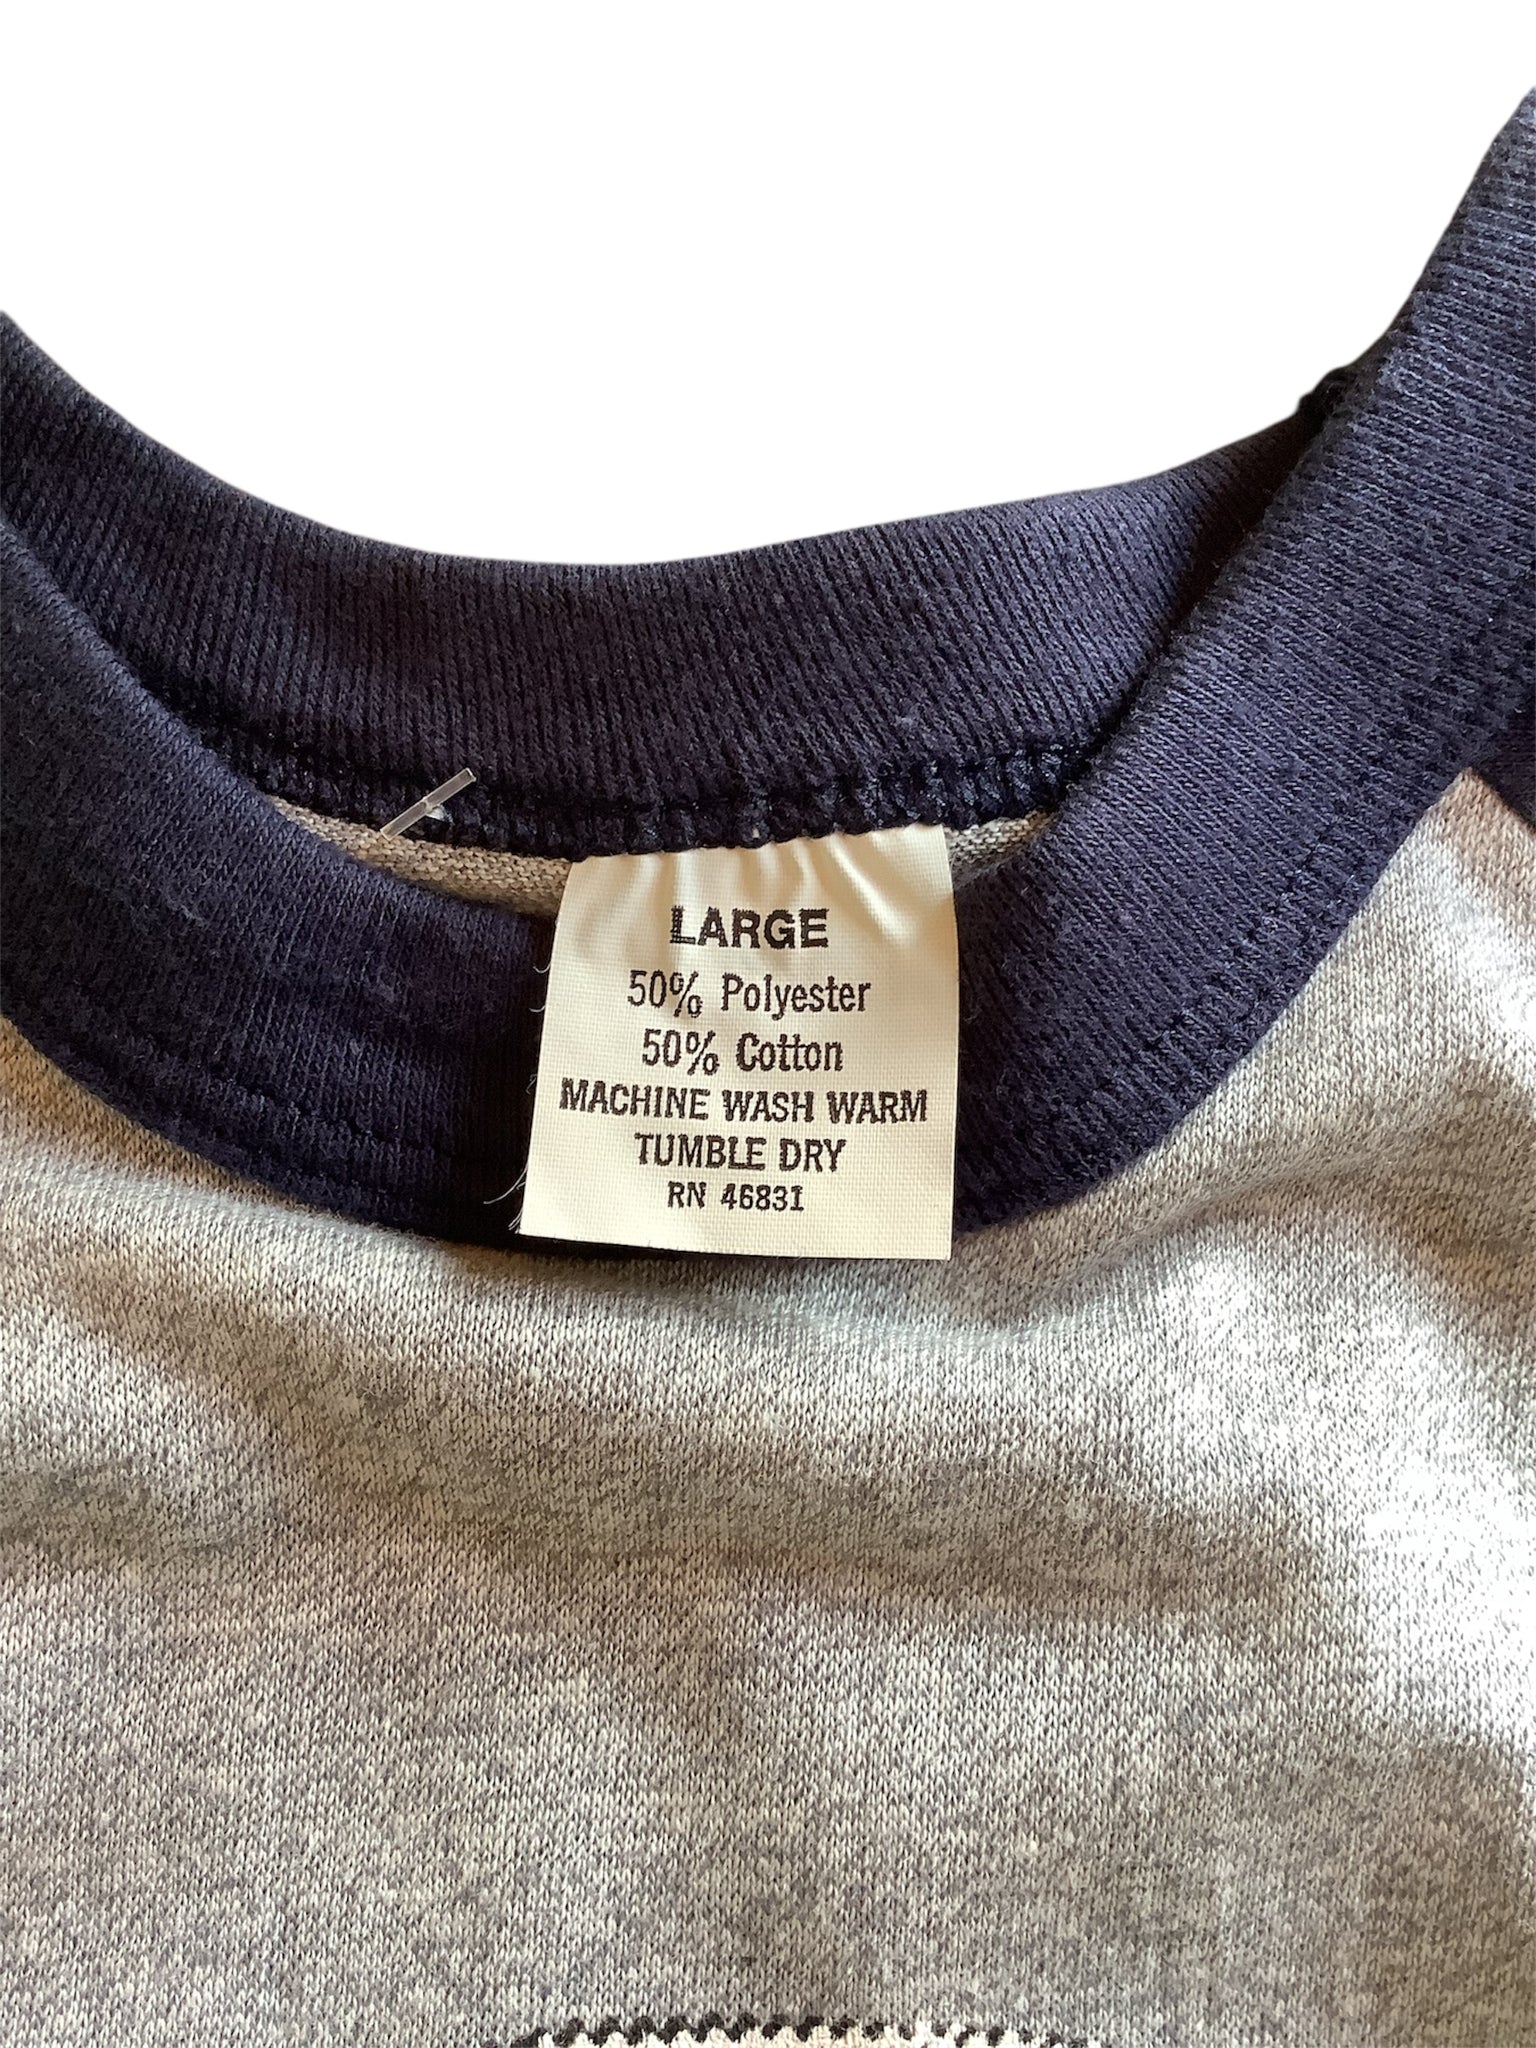 LARGE
50% Polyester
50% Cotton
MACHINE WASH WARM
TUMBLE DRY
RN 46831